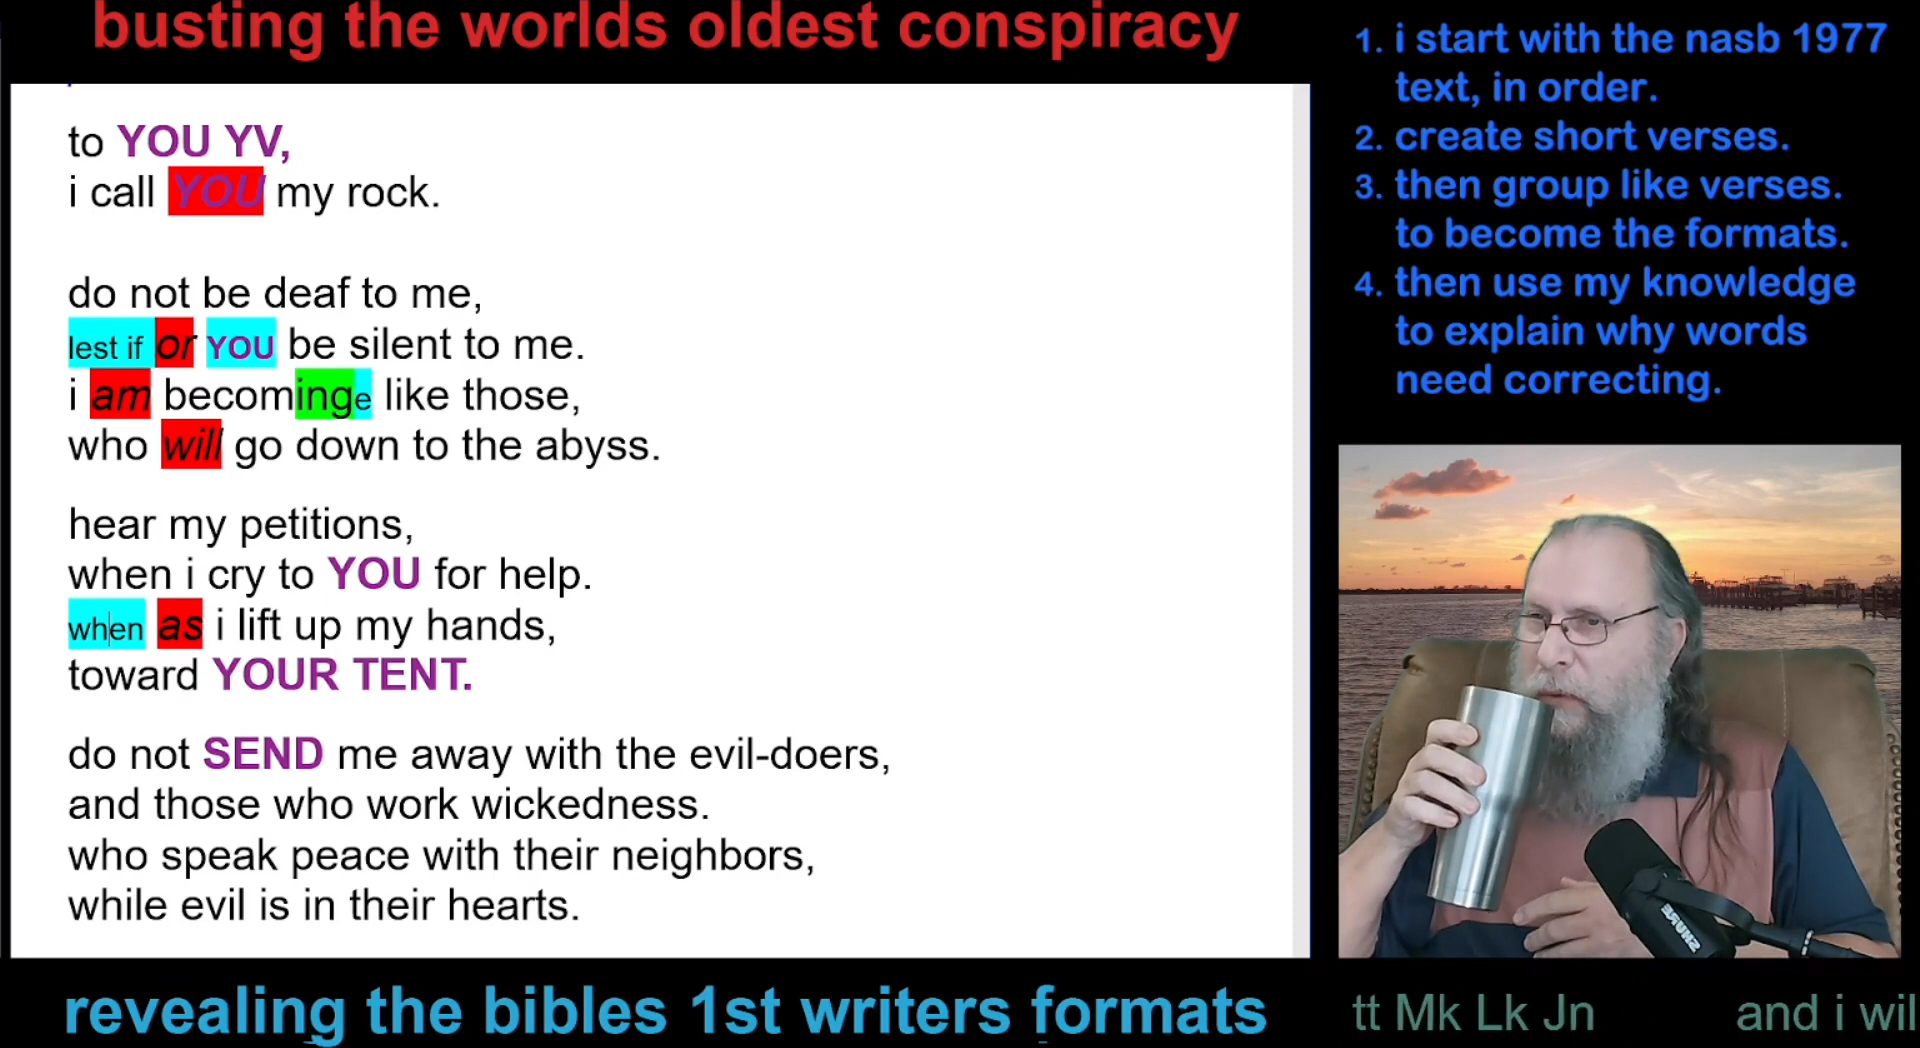 busting the worlds oldest conspiracy
to YOU YV,
i call YOU my rock.
do not be deaf to me,
lest if or YOU be silent to me.
i am becominge like those,
who will go down to the abyss.
hear my petitions,
when i cry to YOU for help.
when as i lift up my hands,
toward YOUR TENT.
do not SEND me away with the evil-doers,
and those who work wickedness.
who speak peace with their neighbors,
while evil is in their hearts.
revealing the bibles 1st writers formats
1. i start with the nasb 1977
text, in order.
2. create short verses.
3. then group like verses.
to become the formats.
4. then use my knowledge
to explain why words
need correcting.
SHURE
tt Mk Lk Jn and i wil